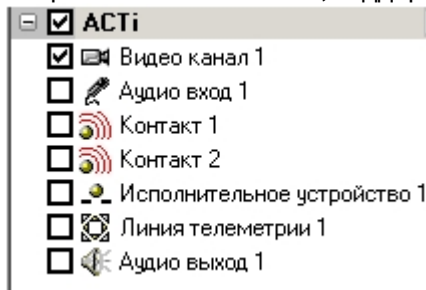 ACTi
Видео канал 1
Аудио вход 1
Контакт 1
Контакт 2
Исполнительное устройство 1
Линия телеметрии 1
Аудио выход 1